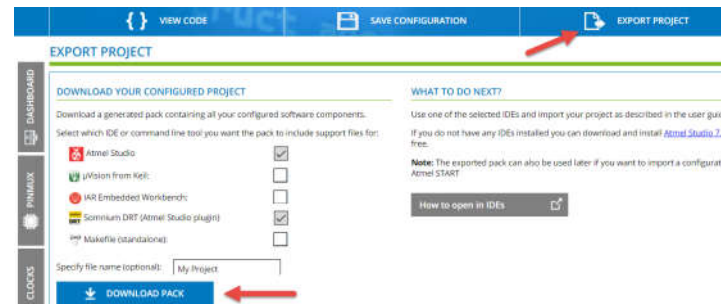 { } VIEW CODE
SAVE CONFIGURATION
EXPORT PROJECT
EXPORT PROJECT
DASHBOARD
PINMUX
CLOCKS
DOWNLOAD YOUR CONFIGURED PROJECT
Download a generated pack containing all your configured software components.
Select which IDE or command line tool you want the pack to include support files for:
Atmel Studio
µVision from Keil:
IAR Embedded Workbench:
DRT Somnium DRT (Atmel Studio plugin)
Makefile (standalone):
Specify file name (optional): My Project
DOWNLOAD PACK
WHAT TO DO NEXT?
Use one of the selected IDEs and import your project as described in the user gui
If you do not have any IDEs installed you can download and install Atmel Studio 7.
free.
Note: The exported pack can also be used later if you want to import a configurat
Atmel START
How to open in IDEs